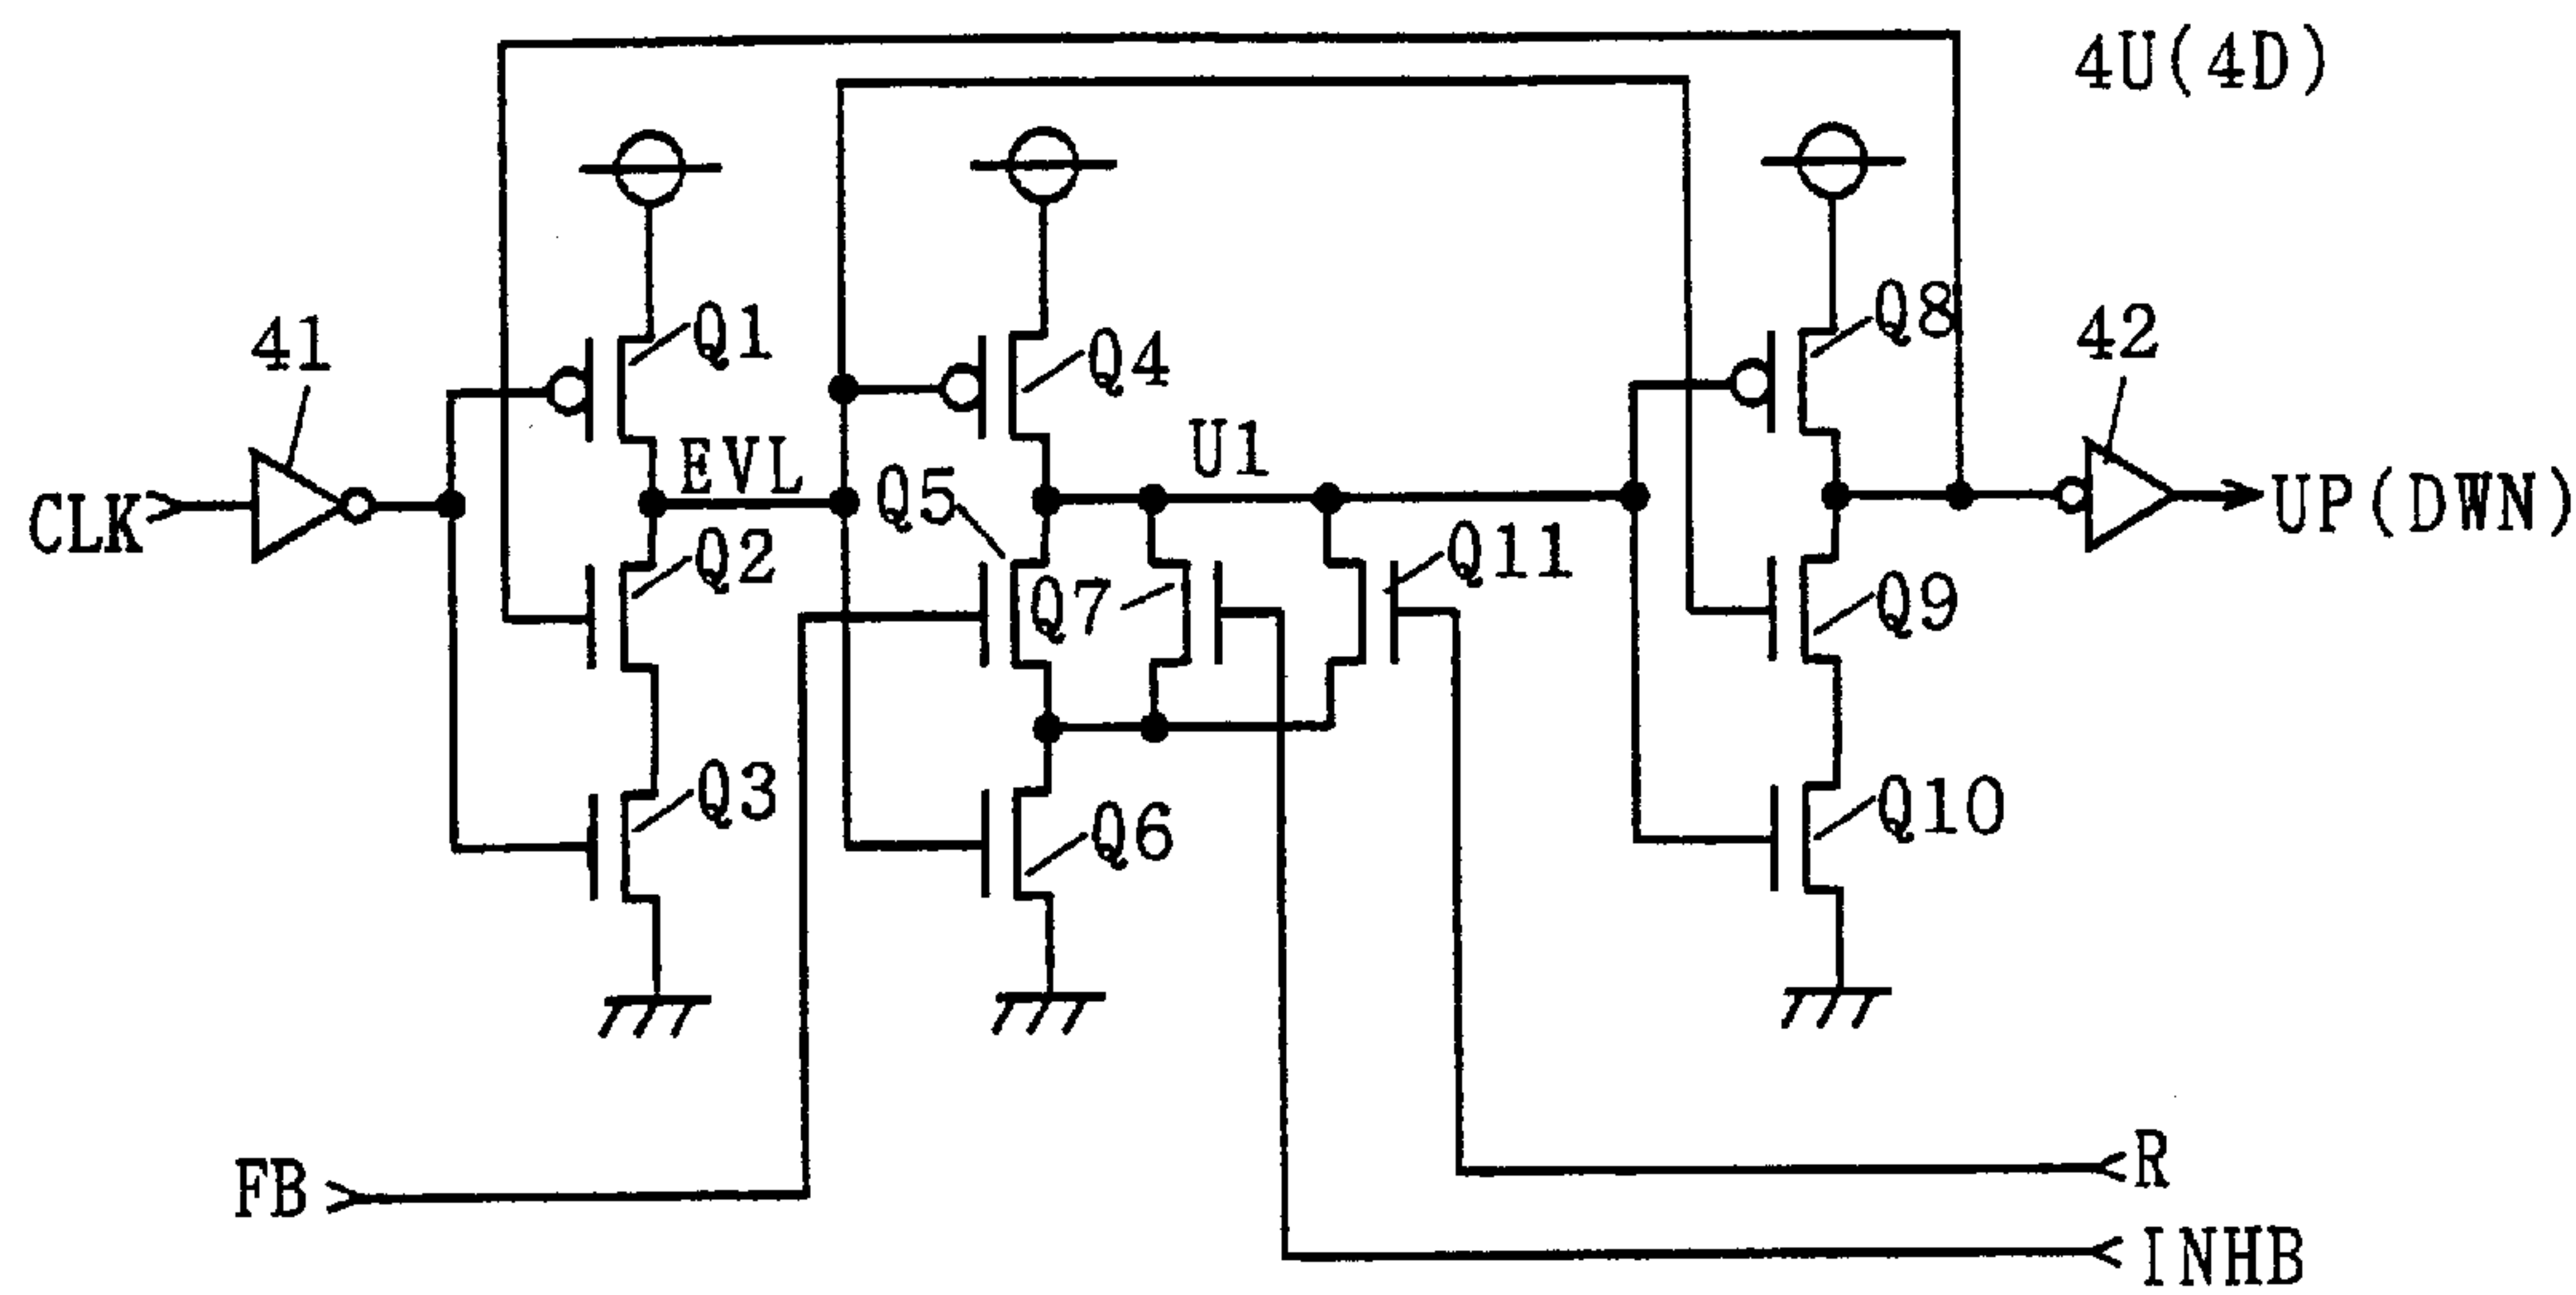 4U(4D)
Q1
Q4
Q8
41
42
EVL
U1
CLK
Q5
UP(DWN)
Q2
Q7
Q11
Q9
Q3
Q6
Q10
R
FB
INHB